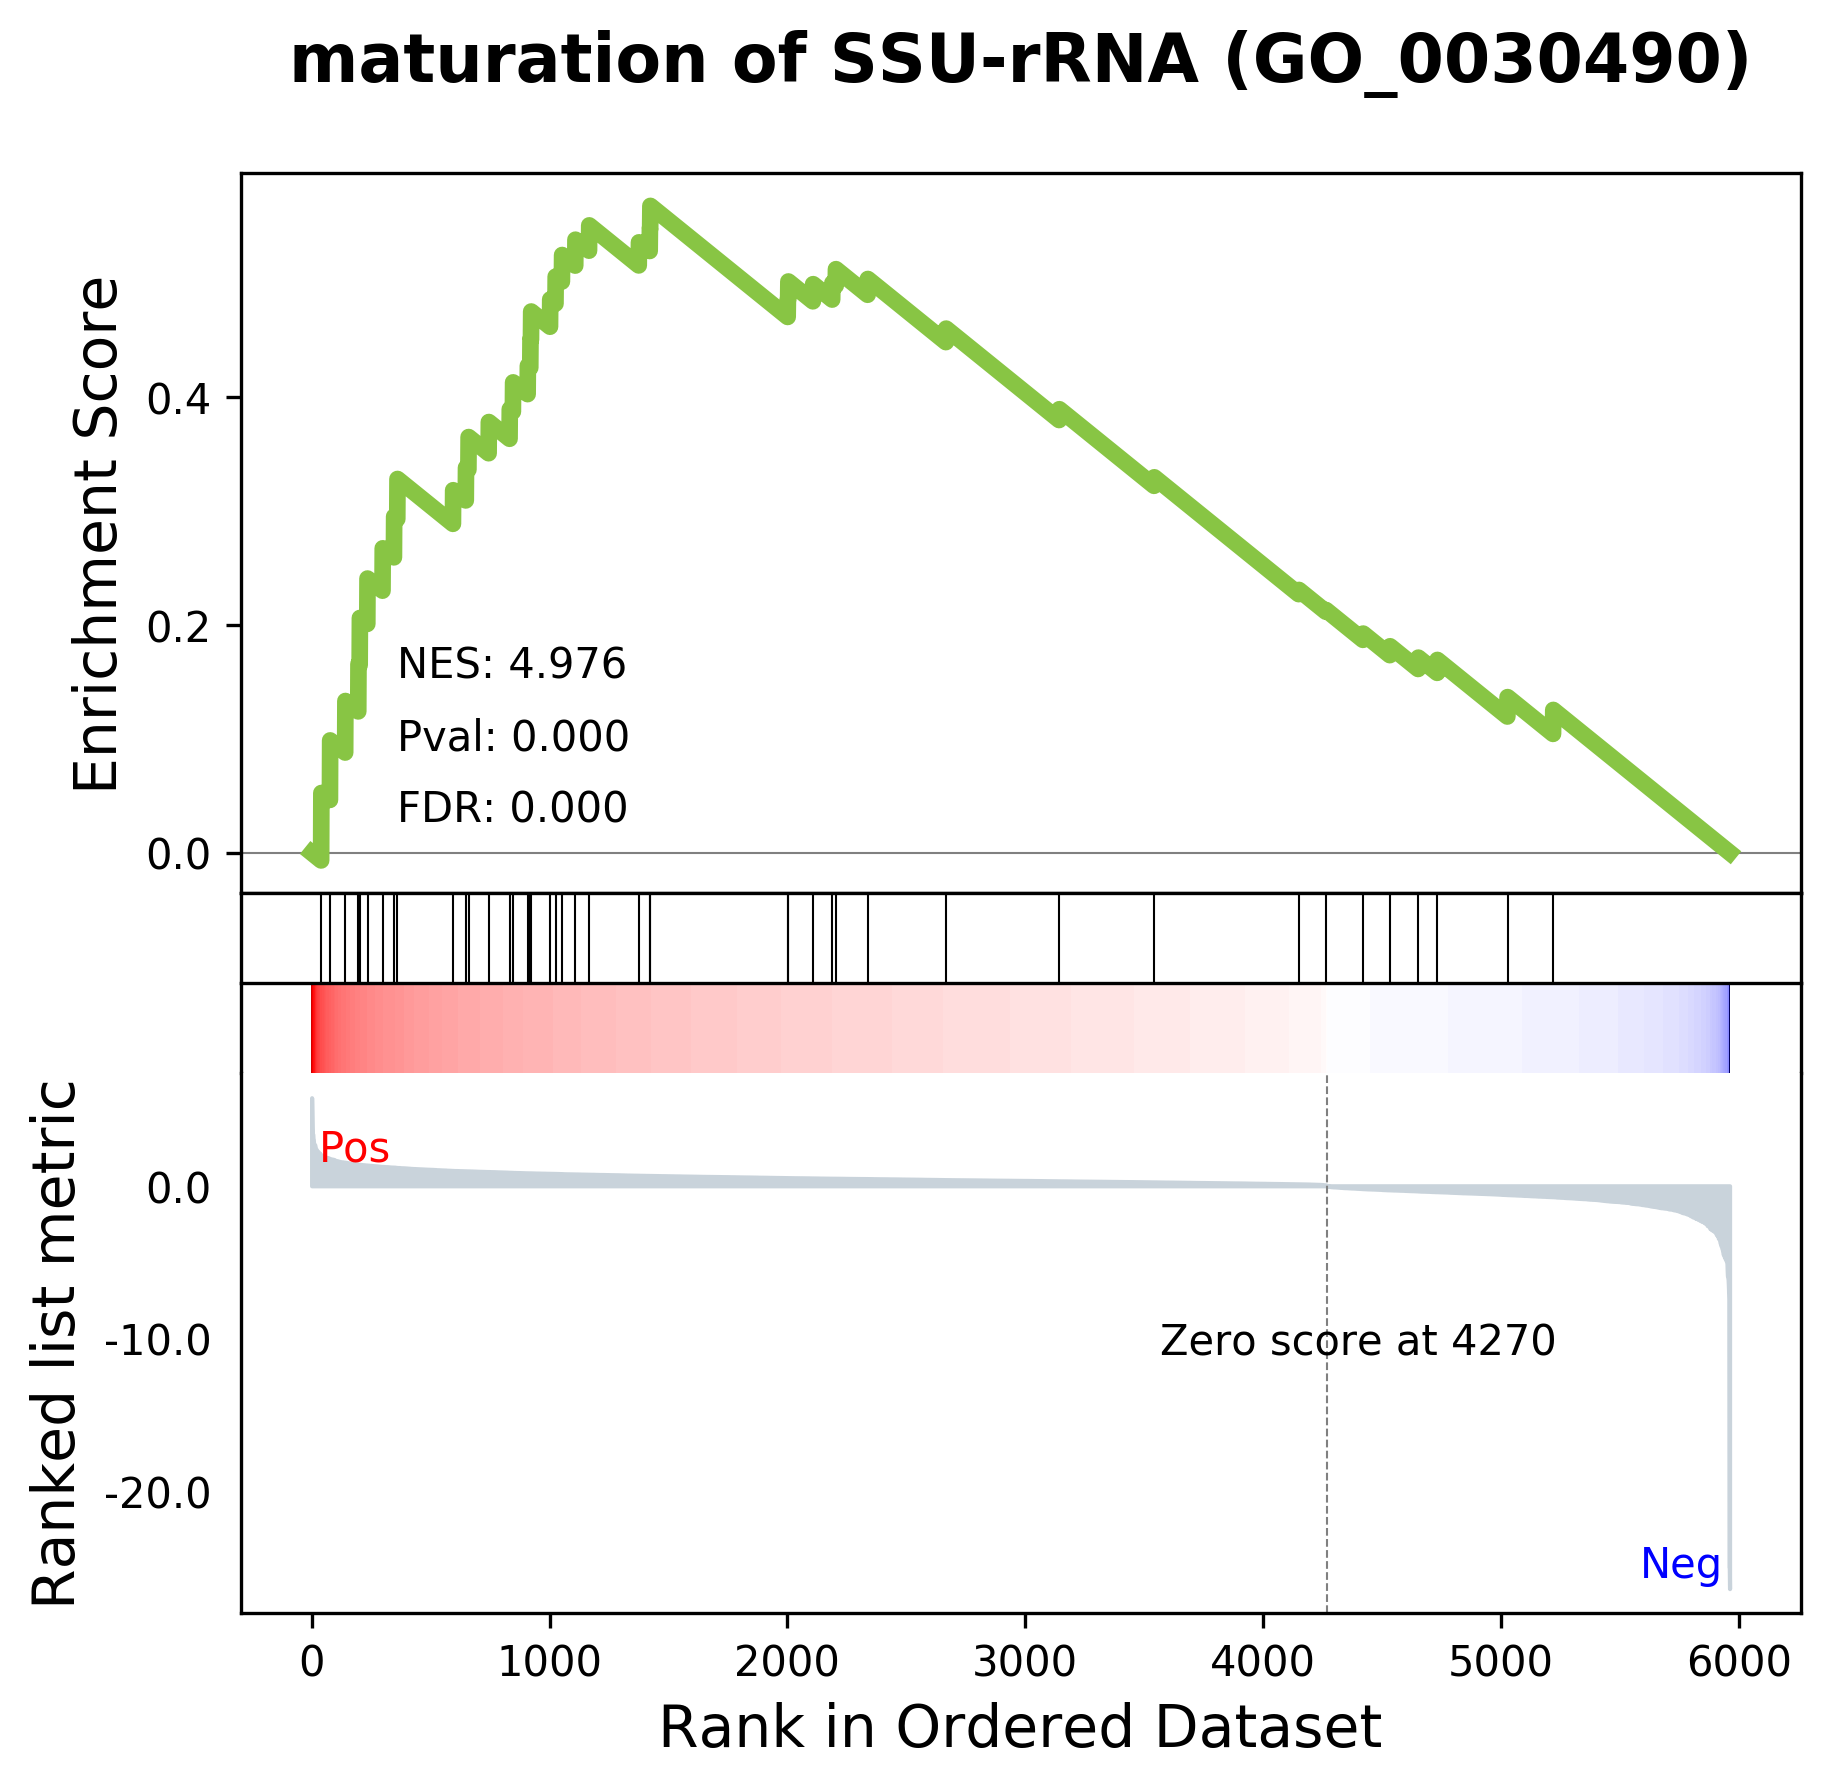 maturation of SSU-rRNA (GO_0030490)
Enrichment Score
0.4
0.2
0.0
NES: 4.976
Pval: 0.000
FDR: 0.000
Ranked list metric
0.0
-10.0
-20.0
Pos
Zero score at 4270
Neg
0 1000 2000 3000 4000 5000 6000
Rank in Ordered Dataset